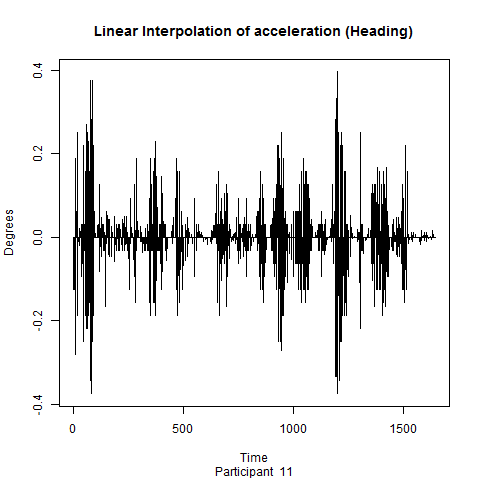 Linear Interpolation of acceleration (Heading)
0.4
0.2
0.0
-0.2
-0.4
Degrees
0 500 1000 1500
Time
Participant 11